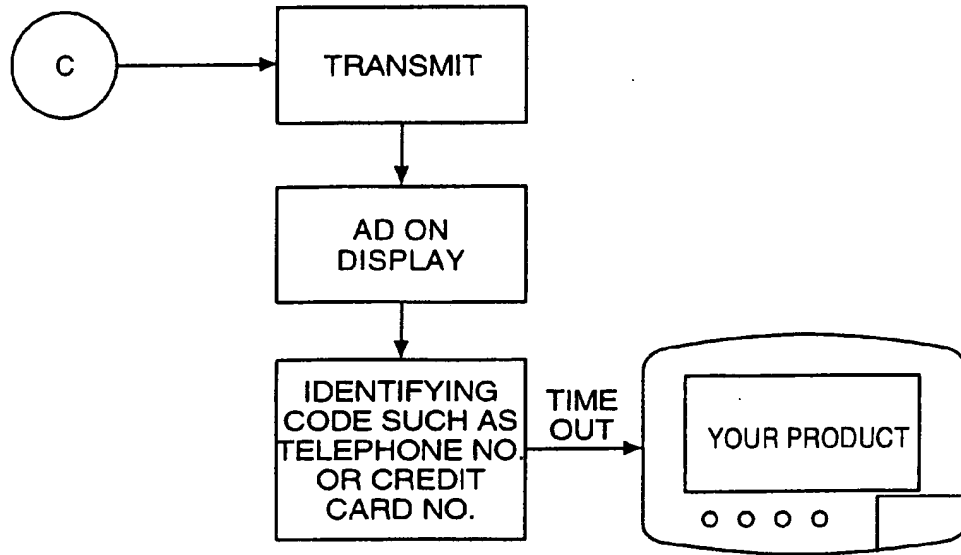 C
TRANSMIT
AD ON
DISPLAY
IDENTIFYING
CODE SUCH AS
TELEPHONE NO.
OR CREDIT
CARD NO.
TIME
OUT
YOUR PRODUCT